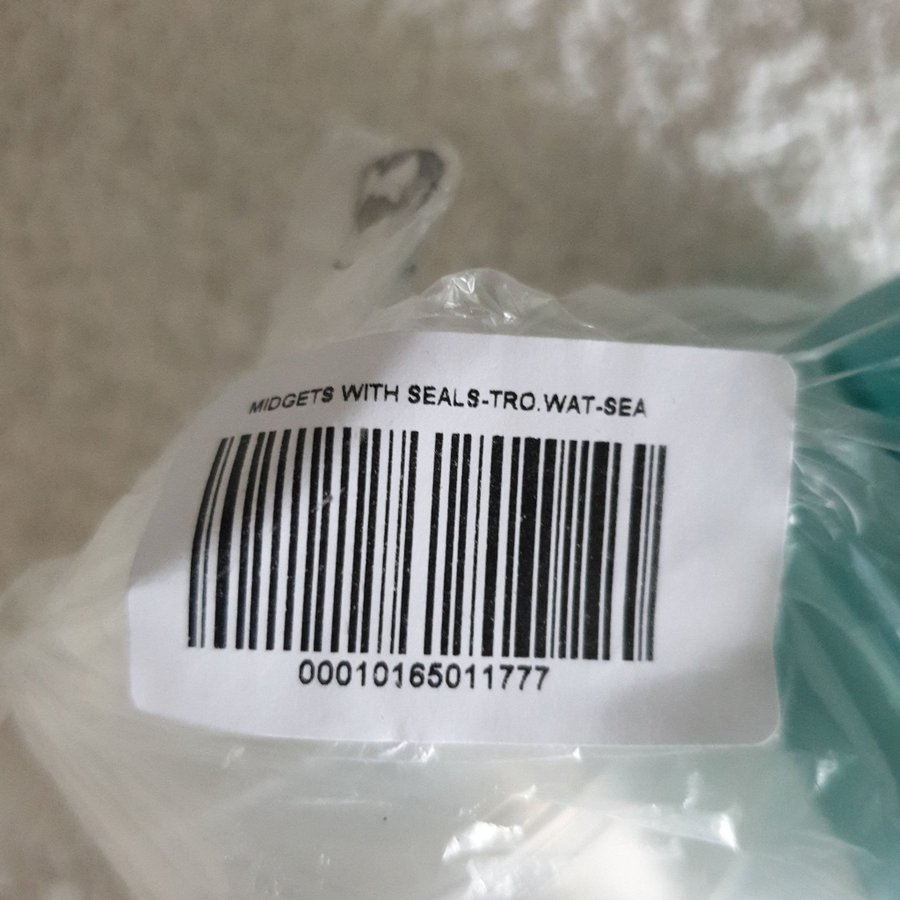 MIDGETS WITH SEALS-TRO.WAT-SEA
00010165011777